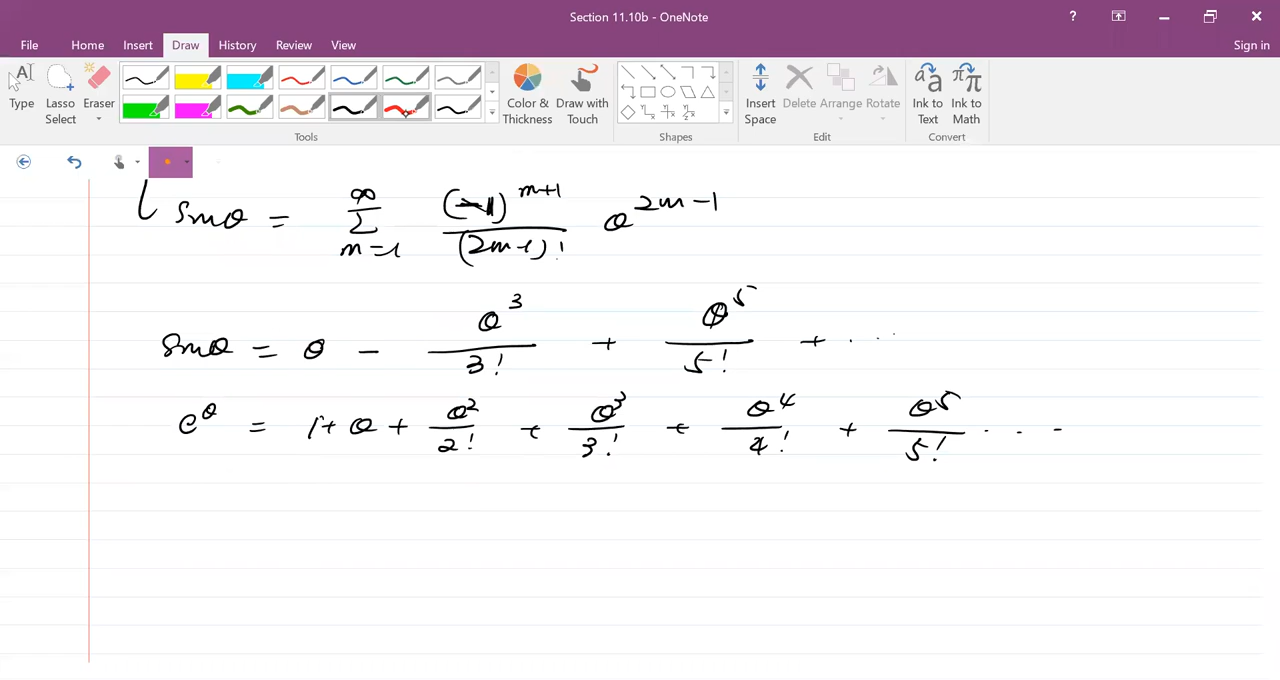 Section 11.10b - OneNote
?
File Home Insert Draw History Review View
Sign in
Type
Lasso Select
Eraser
Color & Thickness
Draw with Touch
Insert Space
Delete
Arrange
Rotate
Ink to Text
Ink to Math
Tools
Shapes
Edit
Convert
sinθ = ∞ Σ m=1 (-1)^{m+1} / (2m-1)! θ^{2m-1}
sinθ = θ - θ^3/3! + θ^5/5! + ...
e^θ = 1 + θ + θ^2/2! + θ^3/3! + θ^4/4! + θ^5/5! ...